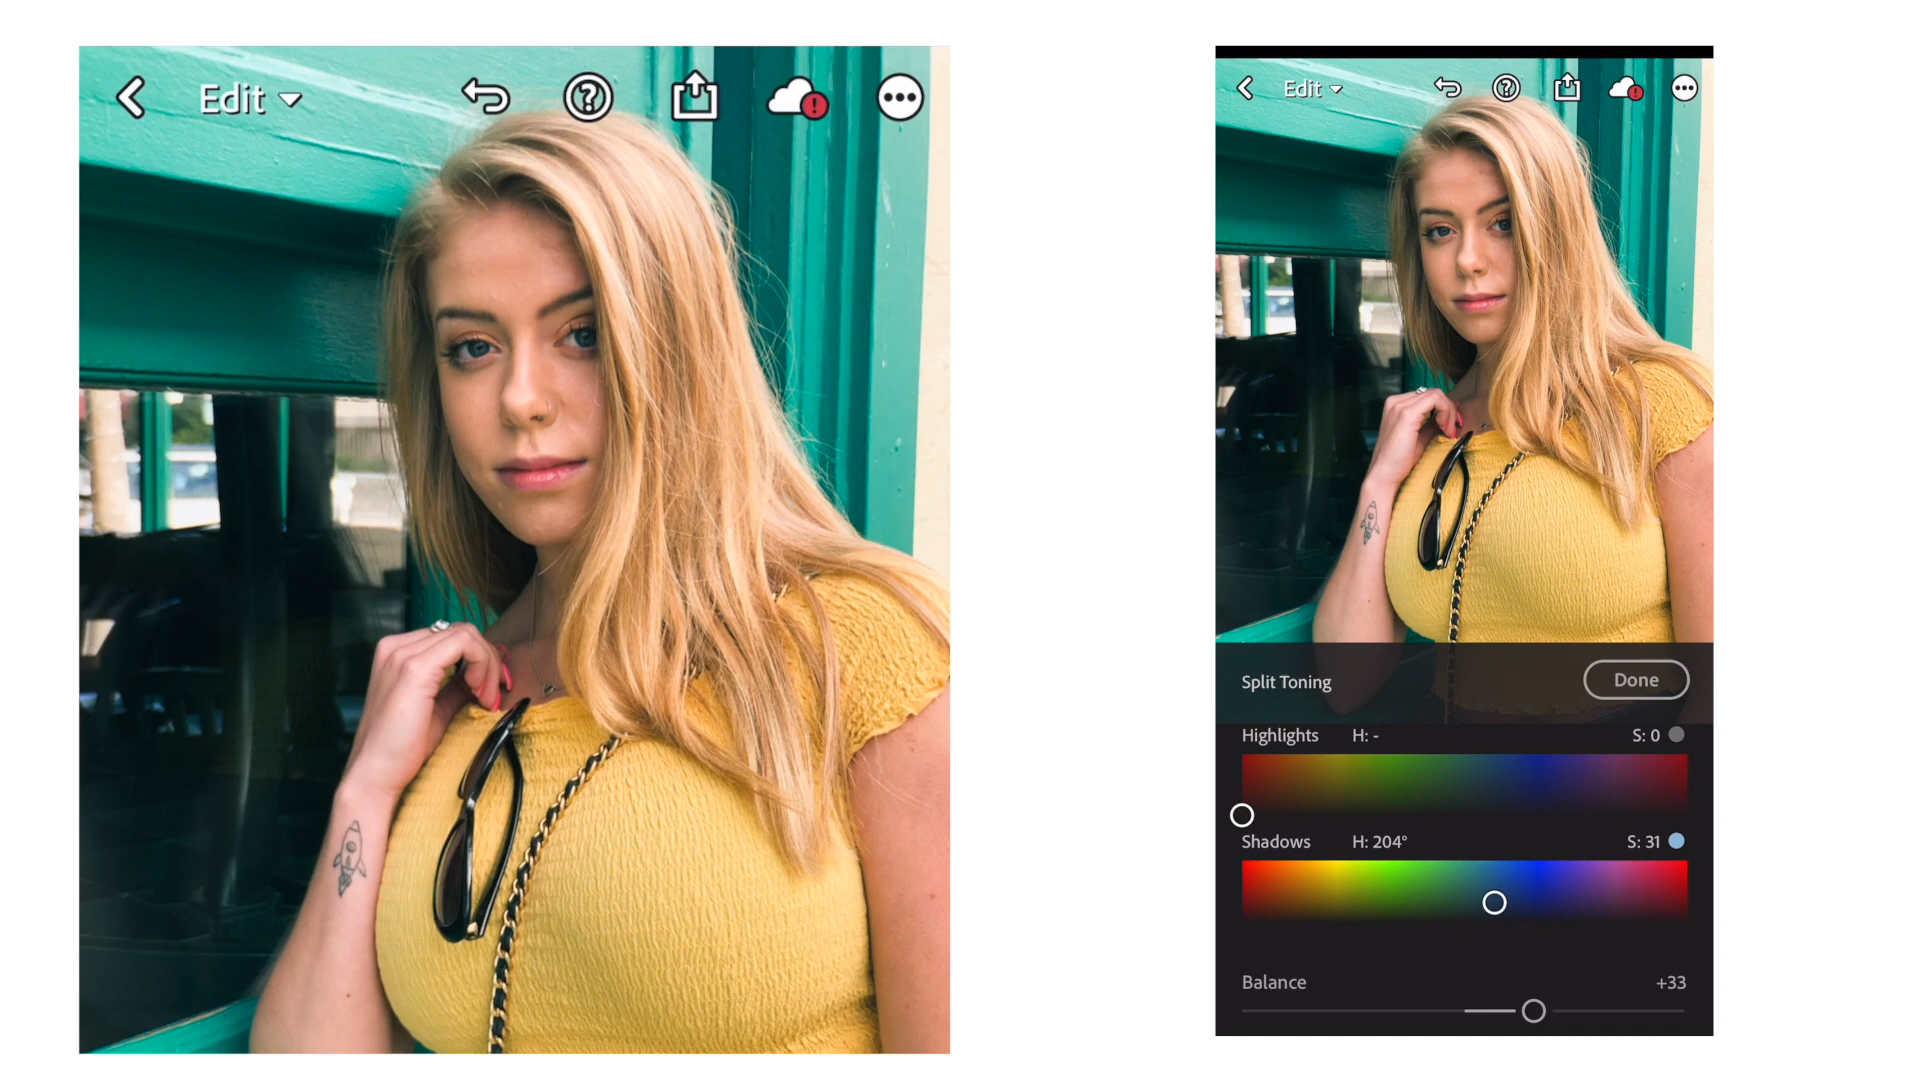 Edit
Edit
Split Toning Done
Highlights H: - S: 0
Shadows H: 204° S: 31
Balance +33